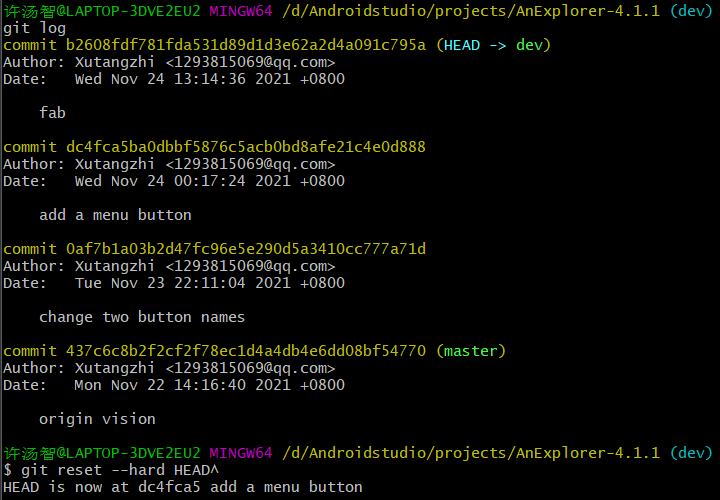 许汤智@LAPTOP-3DVE2EU2 MINGW64 /d/Androidstudio/projects/AnExplorer-4.1.1 (dev)
git log
commit b2608fdf781fda531d89d1d3e62a2d4a091c795a (HEAD -> dev)
Author: Xutangzhi <1293815069@qq.com>
Date:   Wed Nov 24 13:14:36 2021 +0800
    fab
commit dc4fca5ba0dbbf5876c5acb0bd8afe21c4e0d888
Author: Xutangzhi <1293815069@qq.com>
Date:   Wed Nov 24 00:17:24 2021 +0800
    add a menu button
commit 0af7b1a03b2d47fc96e5e290d5a3410cc777a71d
Author: Xutangzhi <1293815069@qq.com>
Date:   Tue Nov 23 22:11:04 2021 +0800
    change two button names
commit 437c6c8b2f2cf2f78ec1d4a4db4e6dd08bf54770 (master)
Author: Xutangzhi <1293815069@qq.com>
Date:   Mon Nov 22 14:16:40 2021 +0800
    origin vision
许汤智@LAPTOP-3DVE2EU2 MINGW64 /d/Androidstudio/projects/AnExplorer-4.1.1 (dev)
$ git reset --hard HEAD^
HEAD is now at dc4fca5 add a menu button